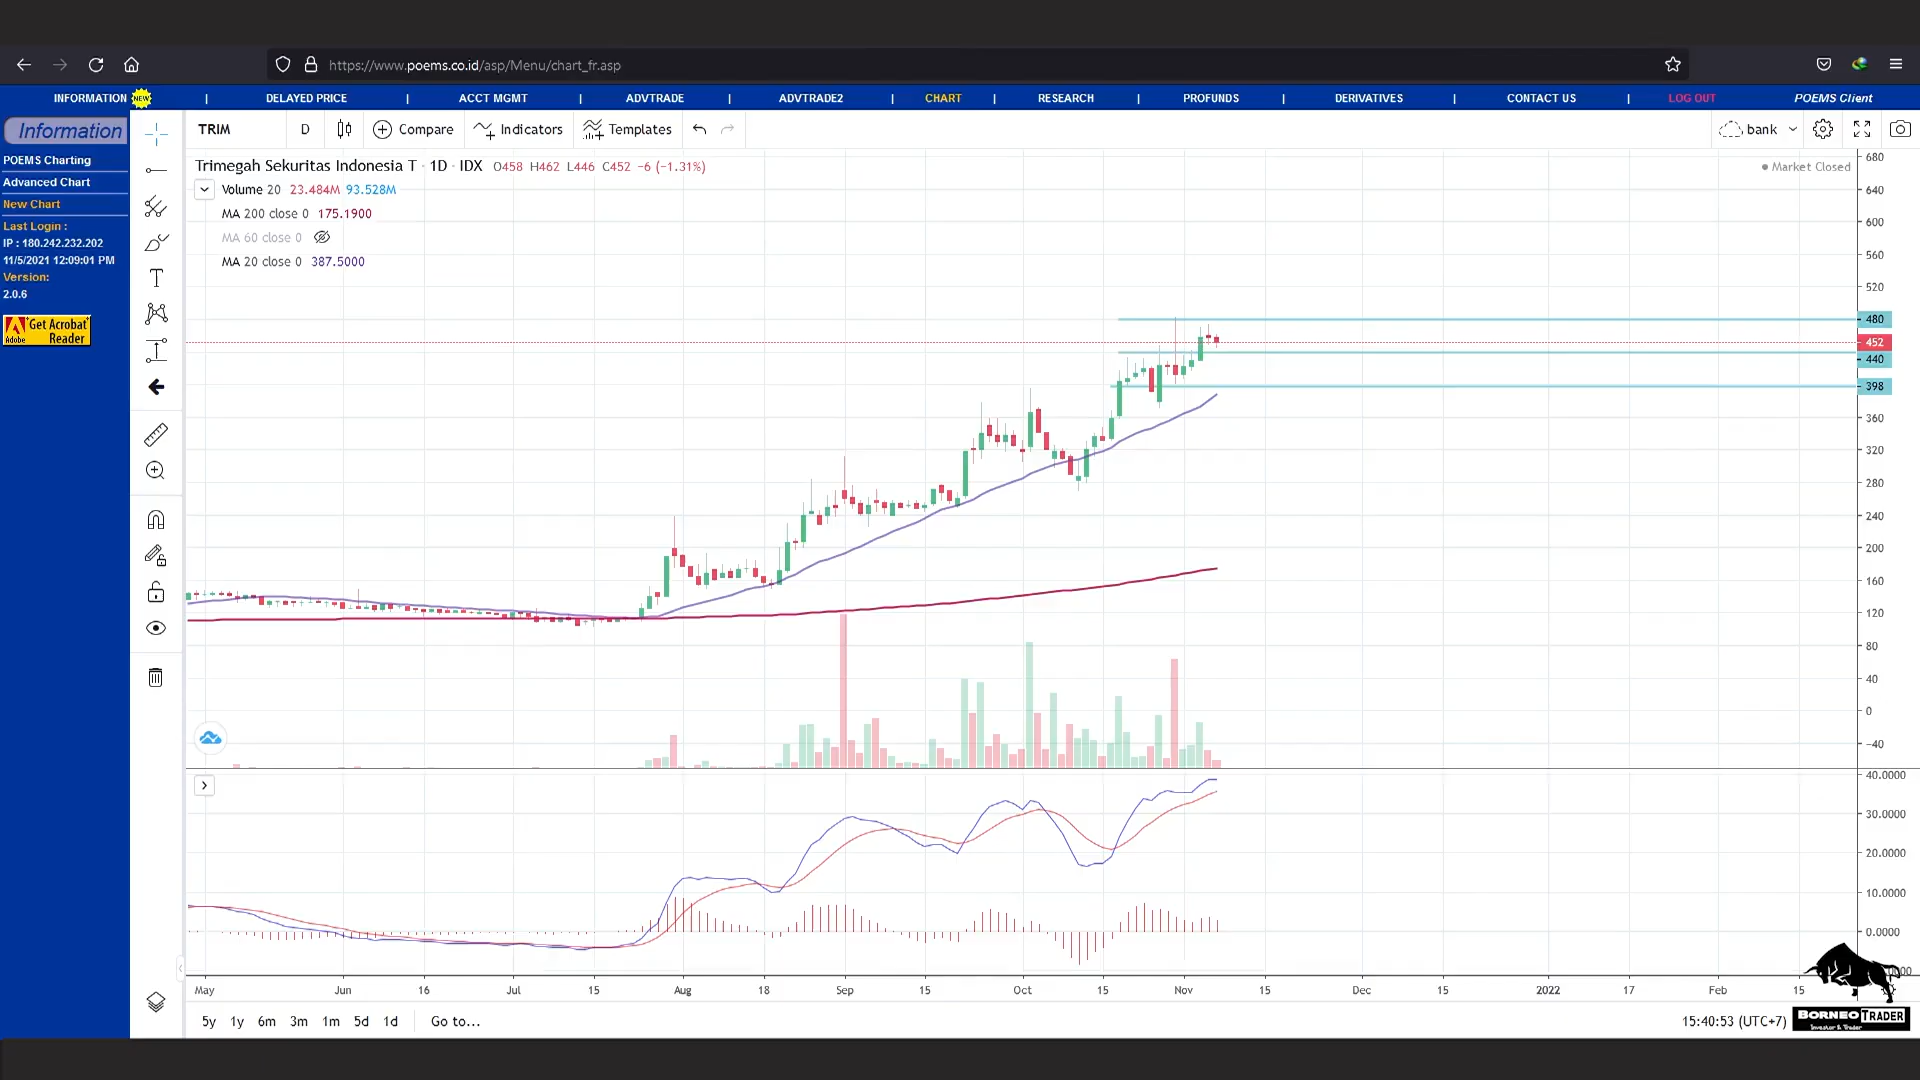 https://www.poems.co.id/asp/Menu/chart_fr.asp
INFORMATION NEW | DELAYED PRICE | ACCT MGMT | ADVTRADE | ADVTRADE2 | CHART | RESEARCH | PROFUNDS | DERIVATIVES | CONTACT US | LOG OUT POEMS Client
Information
POEMS Charting
Advanced Chart
New Chart
Last Login :
IP : 180.242.232.202
11/5/2021 12:09:01 PM
Version:
2.0.6
Get Acrobat
Adobe Reader
TRIM D Compare Indicators Templates bank
Trimegah Sekuritas Indonesia T · 1D · IDX O458 H462 L446 C452 −6 (−1.31%)
Market Closed
Volume 20 23.484M 93.528M
MA 200 close 0 175.1900
MA 60 close 0
MA 20 close 0 387.5000
680
640
600
560
520
480
452
440
398
360
320
280
240
200
160
120
80
40
0
−40
40.0000
30.0000
20.0000
10.0000
0.0000
May Jun 16 Jul 15 Aug 18 Sep 15 Oct 15 Nov 15 Dec 15 2022 17 Feb 15
5y 1y 6m 3m 1m 5d 1d Go to...
15:40:53 (UTC+7)
BORNEO TRADER
Investor & Trader